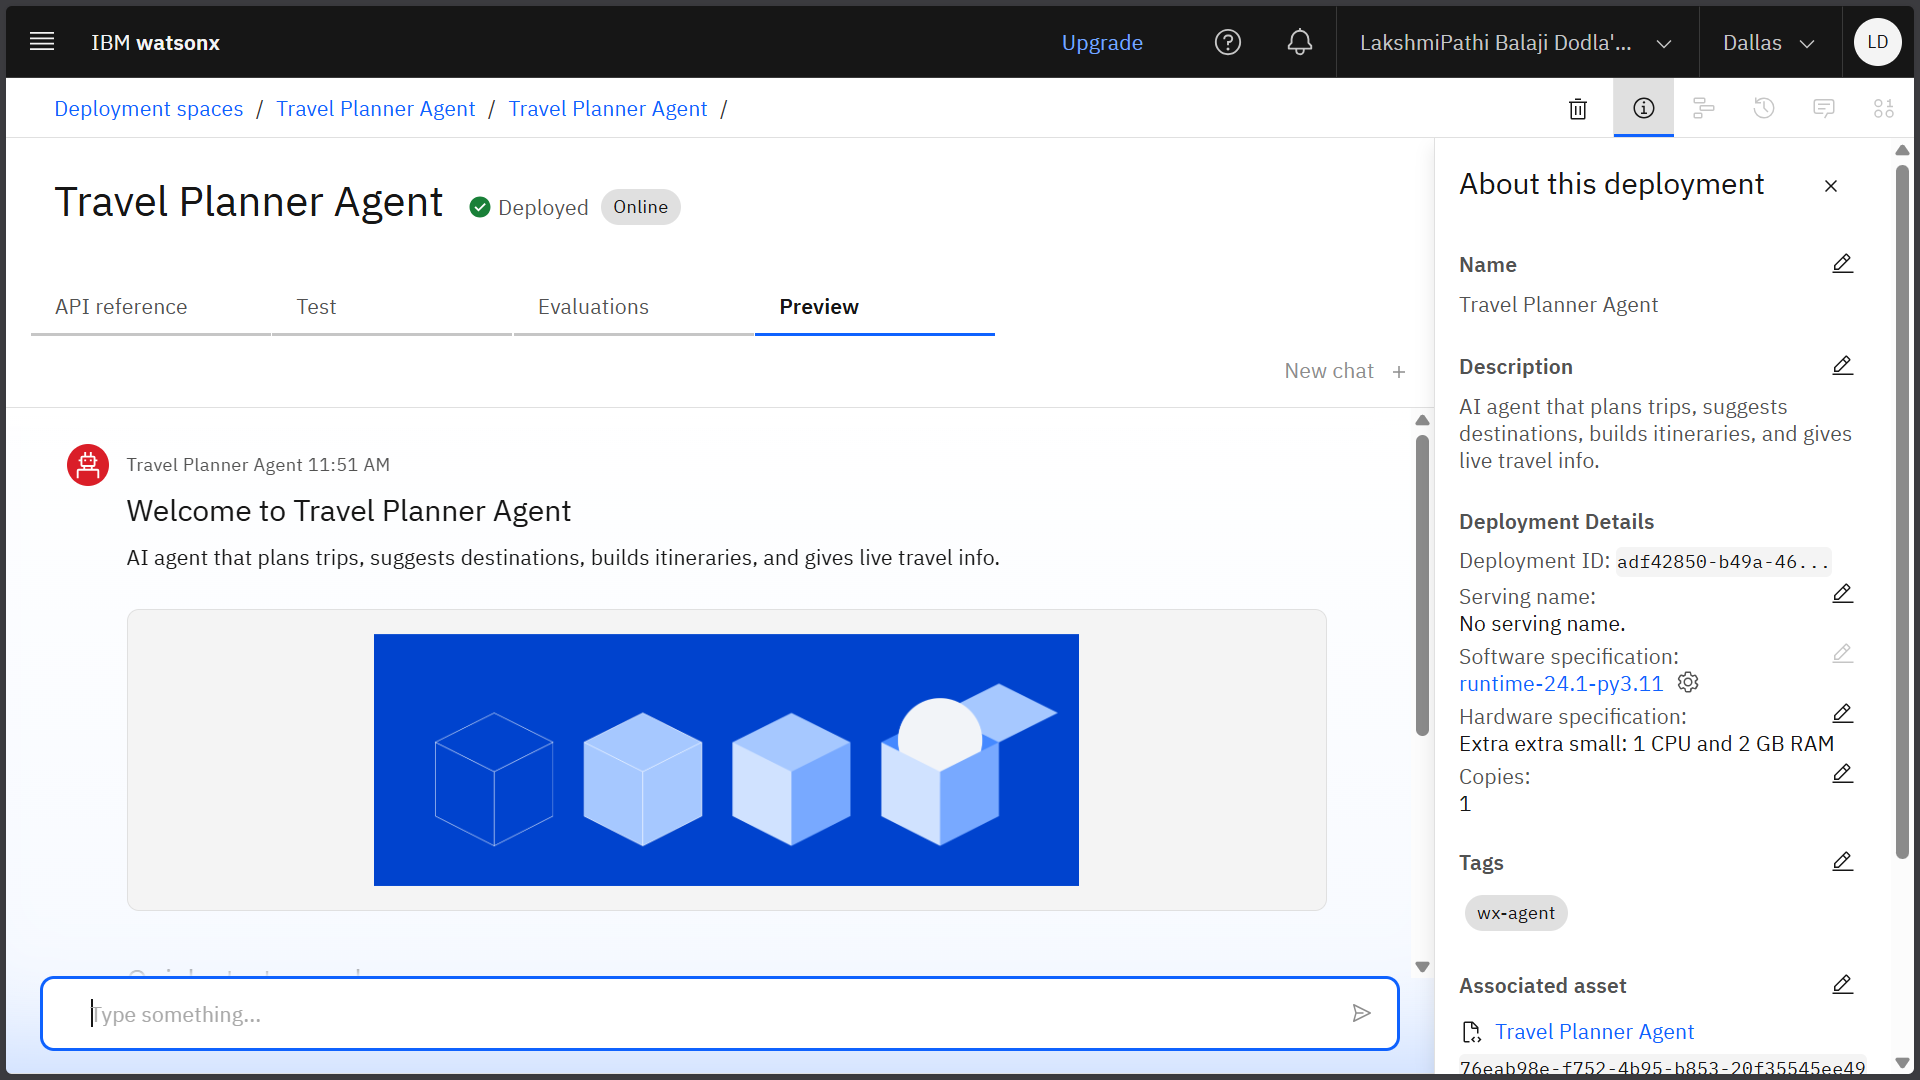 IBM watsonx
Upgrade
LakshmiPathi Balaji Dodla'...
Dallas
LD
Deployment spaces / Travel Planner Agent / Travel Planner Agent /
Travel Planner Agent
Deployed
Online
API reference
Test
Evaluations
Preview
New chat +
Travel Planner Agent 11:51 AM
Welcome to Travel Planner Agent
AI agent that plans trips, suggests destinations, builds itineraries, and gives live travel info.
Type something...
About this deployment
Name
Travel Planner Agent
Description
AI agent that plans trips, suggests
destinations, builds itineraries, and gives
live travel info.
Deployment Details
Deployment ID: adf42850-b49a-46...
Serving name:
No serving name.
Software specification:
runtime-24.1-py3.11
Hardware specification:
Extra extra small: 1 CPU and 2 GB RAM
Copies:
1
Tags
wx-agent
Associated asset
Travel Planner Agent
76eab98e-f752-4b95-b853-20f35545ee49